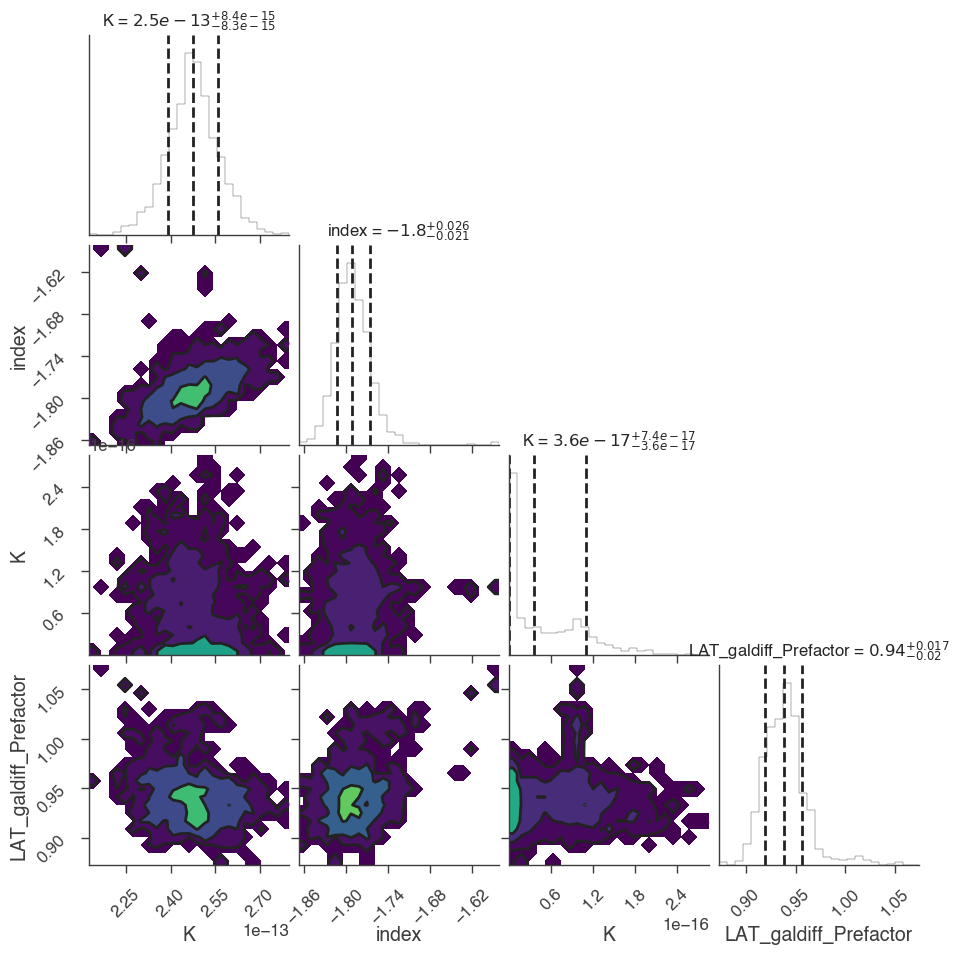 K = 2.5e−13 +8.4e−15 −8.3e−15
index = −1.8 +0.026 −0.021
−1.62
−1.68
−1.74
−1.80
−1.86
index
K = 3.6e−17 +7.4e−17 −3.6e−17
2.4
1.8
1.2
0.6
K
LAT_galdiff_Prefactor = 0.94 +0.017 −0.02
1.05
1.00
0.95
0.90
LAT_galdiff_Prefactor
2.25 2.40 2.55 2.70
1e−13
K
−1.86 −1.80 −1.74 −1.68 −1.62
index
0.6 1.2 1.8 2.4
1e−16
K
0.90 0.95 1.00 1.05
LAT_galdiff_Prefactor